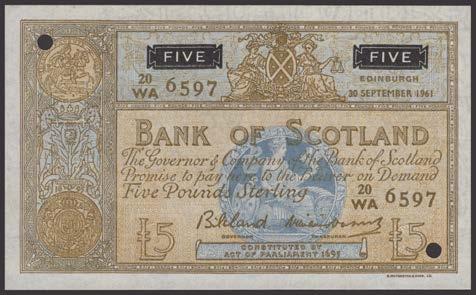 FIVE FIVE
20
WA 6597
EDINBURGH
30 SEPTEMBER 1961
BANK OF SCOTLAND
The Governor & Company of the Bank of Scotland
Promise to pay here to the Bearer on Demand
Five Pounds Sterling
20
WA 6597
£5 £5
GOVERNOR TREASURER
CONSTITUTED BY
ACT OF PARLIAMENT 1695